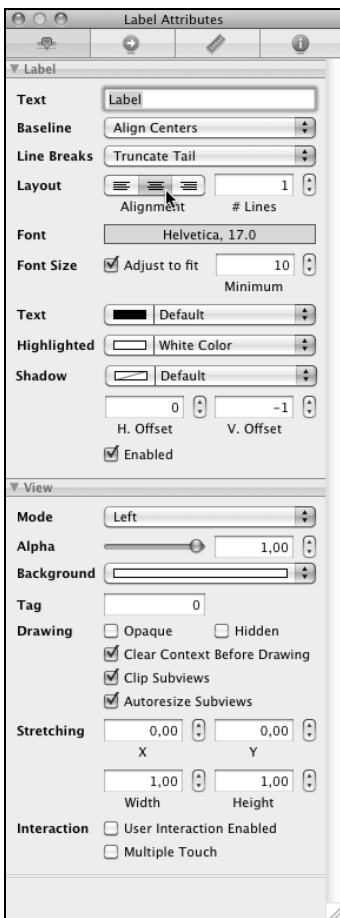 Label Attributes
Label
Text Label
Baseline Align Centers
Line Breaks Truncate Tail
Layout 1
Alignment # Lines
Font Helvetica, 17.0
Font Size Adjust to fit 10
Minimum
Text Default
Highlighted White Color
Shadow Default
0 -1
H. Offset V. Offset
Enabled
View
Mode Left
Alpha 1,00
Background
Tag 0
Drawing Opaque Hidden
Clear Context Before Drawing
Clip Subviews
Autoresize Subviews
Stretching 0,00 0,00
X Y
1,00 1,00
Width Height
Interaction User Interaction Enabled
Multiple Touch